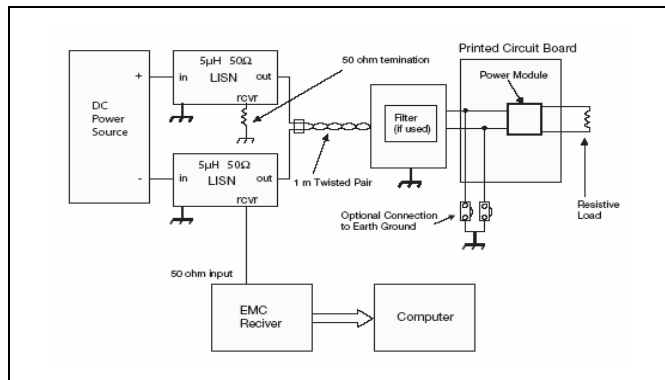 DC
Power
Source
+
-
5µH 50Ω
LISN
in
out
rcvr
50 ohm temination
5µH 50Ω
LISN
in
out
rcvr
1 m Twisted Pair
Filter
(if used)
Printed Circuit Board
Power Module
Resistive
Load
Optional Connection
to Earth Ground
50 ohm input
EMC
Reciver
Computer